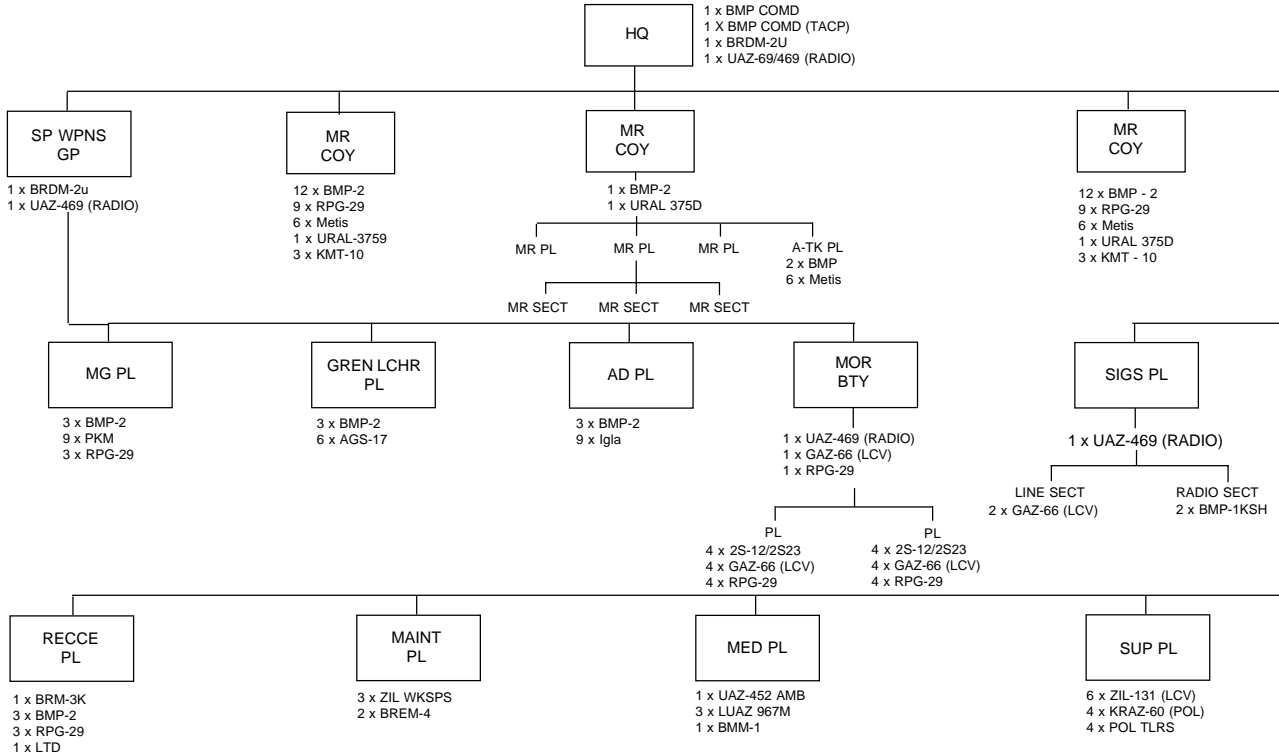 HQ
1 x BMP COMD
1 X BMP COMD (TACP)
1 x BRDM-2U
1 x UAZ-69/469 (RADIO)
SP WPNS
GP
1 x BRDM-2u
1 x UAZ-469 (RADIO)
MR
COY
12 x BMP-2
9 x RPG-29
6 x Metis
1 x URAL-3759
3 x KMT-10
MR
COY
1 x BMP-2
1 x URAL 375D
MR PL
MR PL
MR PL
A-TK PL
2 x BMP
6 x Metis
MR SECT
MR SECT
MR SECT
MR
COY
12 x BMP - 2
9 x RPG-29
6 x Metis
1 x URAL 375D
3 x KMT - 10
MG PL
3 x BMP-2
9 x PKM
3 x RPG-29
GREN LCHR
PL
3 x BMP-2
6 x AGS-17
AD PL
3 x BMP-2
9 x Igla
MOR
BTY
1 x UAZ-469 (RADIO)
1 x GAZ-66 (LCV)
1 x RPG-29
PL
4 x 2S-12/2S23
4 x GAZ-66 (LCV)
4 x RPG-29
PL
4 x 2S-12/2S23
4 x GAZ-66 (LCV)
4 x RPG-29
SIGS PL
1 x UAZ-469 (RADIO)
LINE SECT
2 x GAZ-66 (LCV)
RADIO SECT
2 x BMP-1KSH
RECCE
PL
1 x BRM-3K
3 x BMP-2
3 x RPG-29
1 x LTD
MAINT
PL
3 x ZIL WKSPS
2 x BREM-4
MED PL
1 x UAZ-452 AMB
3 x LUAZ 967M
1 x BMM-1
SUP PL
6 x ZIL-131 (LCV)
4 x KRAZ-60 (POL)
4 x POL TLRS